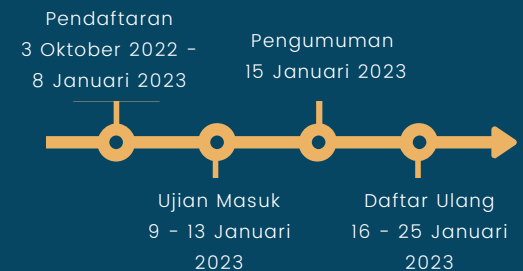 Pendaftaran
3 Oktober 2022 -
8 Januari 2023
Ujian Masuk
9 - 13 Januari
2023
Pengumuman
15 Januari 2023
Daftar Ulang
16 - 25 Januari
2023